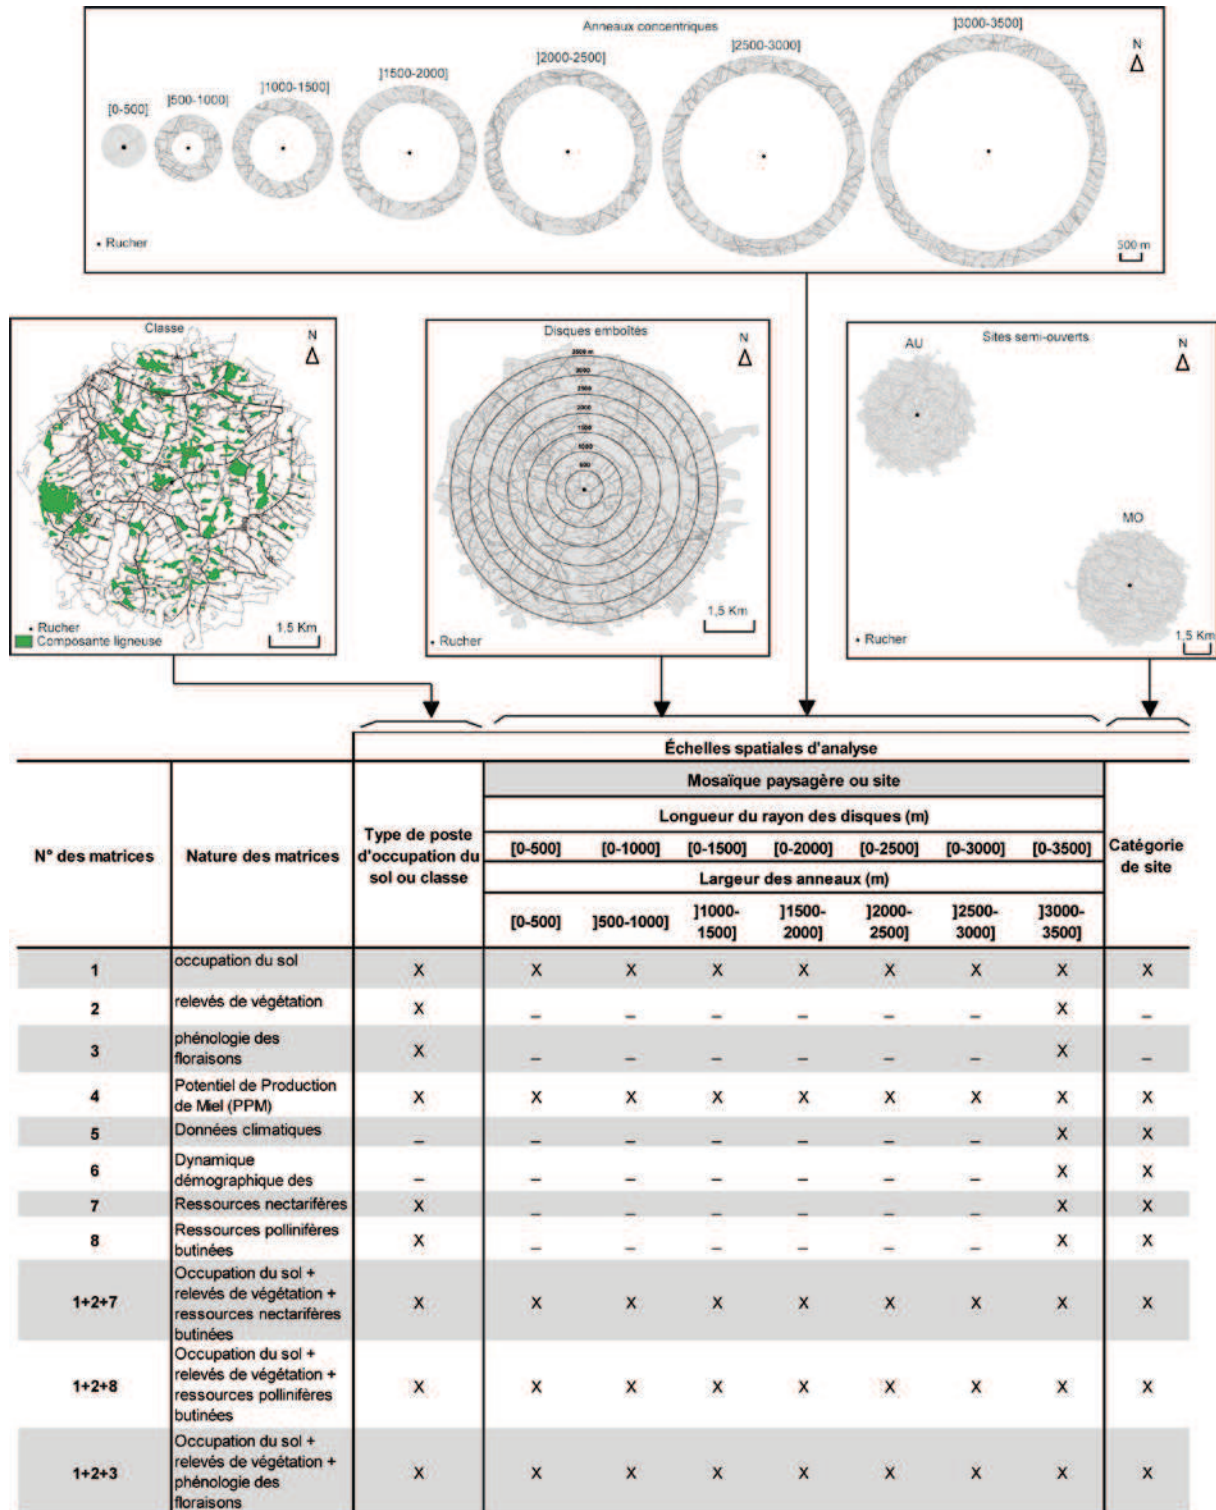 Anneaux concentriques
]3000-3500]
]2500-3000]
]2000-2500]
]1500-2000]
]1000-1500]
]500-1000]
[0-500]
N
• Rucher
500 m
Classe
N
• Rucher
Composante ligneuse
1,5 Km
Disques emboîtés
N
3500 m
3000
2500
2000
1500
1000
500
• Rucher
1,5 Km
Sites semi-ouverts
N
AU
MO
• Rucher
1,5 Km
Échelles spatiales d'analyse
Mosaïque paysagère ou site
Longueur du rayon des disques (m)
N° des matrices
Nature des matrices
Type de poste
d'occupation du
sol ou classe
[0-500] [0-1000] [0-1500] [0-2000] [0-2500] [0-3000] [0-3500]
Catégorie
de site
Largeur des anneaux (m)
[0-500] ]500-1000] ]1000-1500] ]1500-2000] ]2000-2500] ]2500-3000] ]3000-3500]
1 occupation du sol X X X X X X X X X
2 relevés de végétation X _ _ _ _ _ _ X _
3 phénologie des
floraisons X _ _ _ _ _ _ X _
4 Potentiel de Production
de Miel (PPM) X X X X X X X X X
5 Données climatiques _ _ _ _ _ _ _ X X
6 Dynamique
démographique des _ _ _ _ _ _ _ X X
7 Ressources nectarifères X _ _ _ _ _ _ X X
8 Ressources pollinifères
butinées X _ _ _ _ _ _ X X
1+2+7 Occupation du sol +
relevés de végétation +
ressources nectarifères
butinées X X X X X X X X X
1+2+8 Occupation du sol +
relevés de végétation +
ressources pollinifères
butinées X X X X X X X X X
1+2+3 Occupation du sol +
relevés de végétation +
phénologie des
floraisons X X X X X X X X X